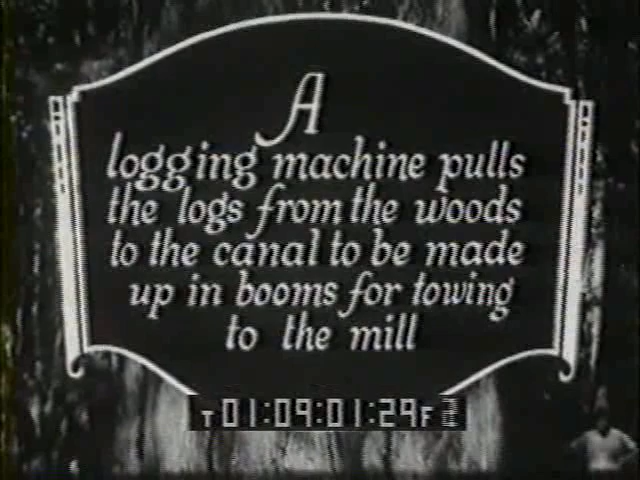 A
logging machine pulls
the logs from the woods
to the canal to be made
up in booms for towing
to the mill
T01:09:01:29F2